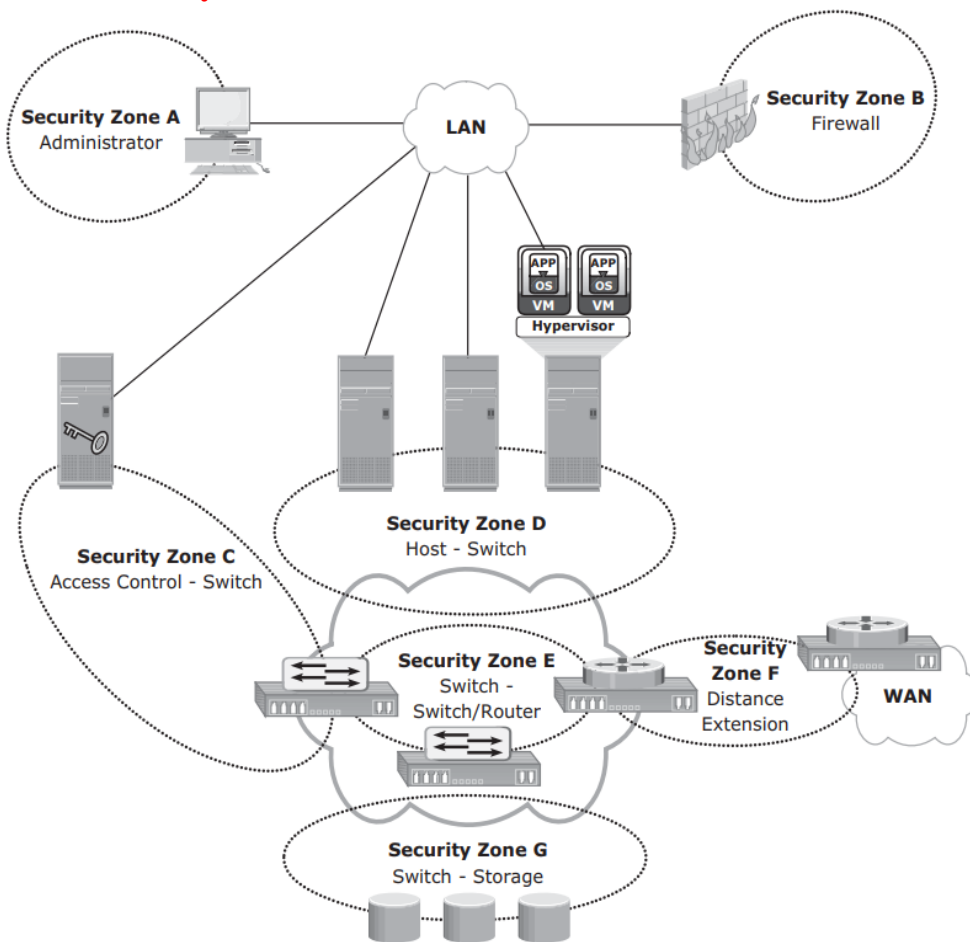 Security Zone A
Administrator
LAN
Security Zone B
Firewall
APP
OS
VM
APP
OS
VM
Hypervisor
Security Zone D
Host - Switch
Security Zone C
Access Control - Switch
Security Zone E
Switch -
Switch/Router
Security
Zone F
Distance
Extension
WAN
Security Zone G
Switch - Storage